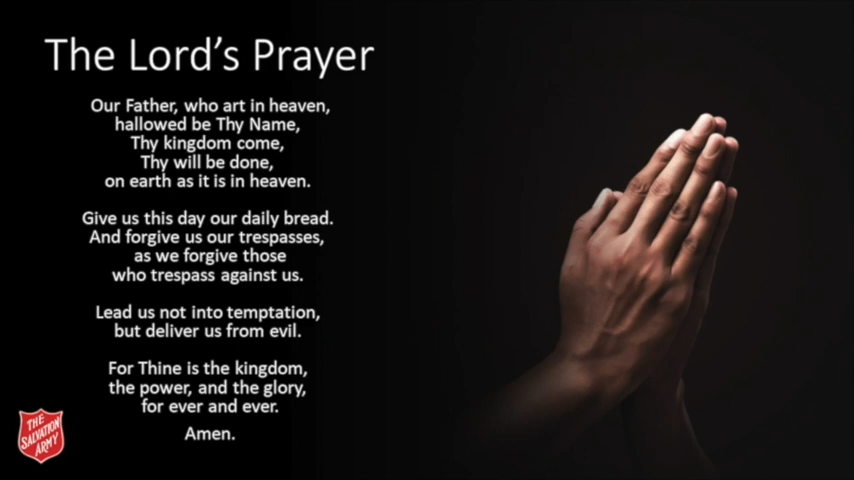 The Lord's Prayer
Our Father, who art in heaven,
hallowed be Thy Name,
Thy kingdom come,
Thy will be done,
on earth as it is in heaven.
Give us this day our daily bread.
And forgive us our trespasses,
as we forgive those
who trespass against us.
Lead us not into temptation,
but deliver us from evil.
For Thine is the kingdom,
the power, and the glory,
for ever and ever.
Amen.
THE
SALVATION
ARMY